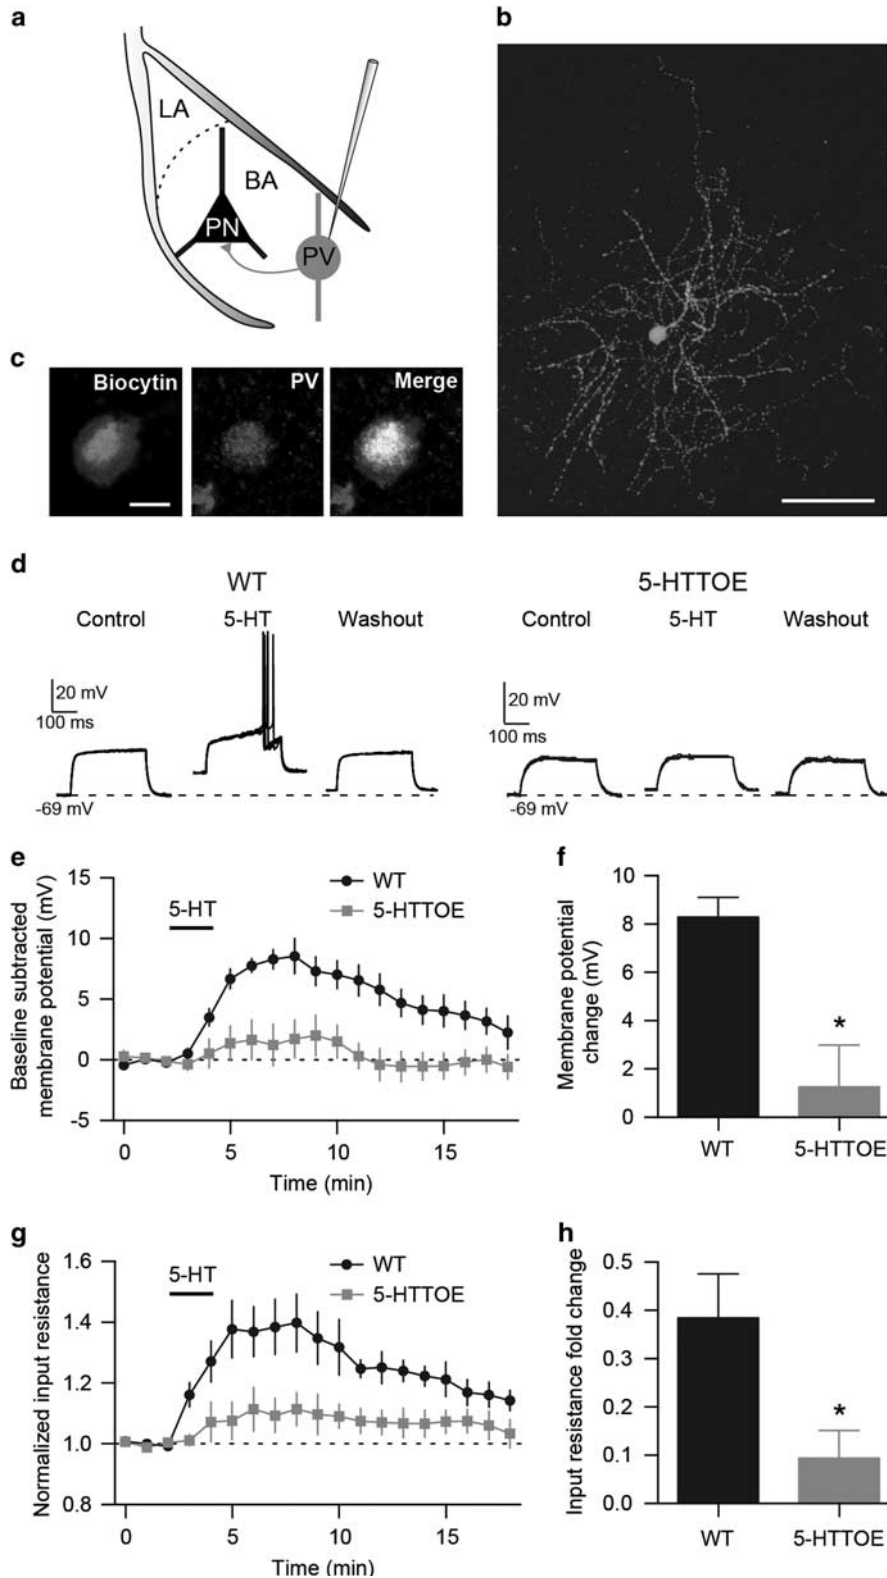 a
LA
BA
PN
PV
b
c
Biocytin
PV
Merge
d
WT
5-HTTOE
Control
5-HT
Washout
Control
5-HT
Washout
20 mV
100 ms
-69 mV
20 mV
100 ms
-69 mV
e
Baseline subtracted
membrane potential (mV)
15
10
5
0
-5
5-HT
WT
5-HTTOE
0
5
10
15
Time (min)
f
Membrane potential
change (mV)
10
8
6
4
2
0
*
WT
5-HTTOE
g
Normalized input resistance
1.6
1.4
1.2
1.0
0.8
5-HT
WT
5-HTTOE
0
5
10
15
Time (min)
h
Input resistance fold change
0.5
0.4
0.3
0.2
0.1
0.0
*
WT
5-HTTOE